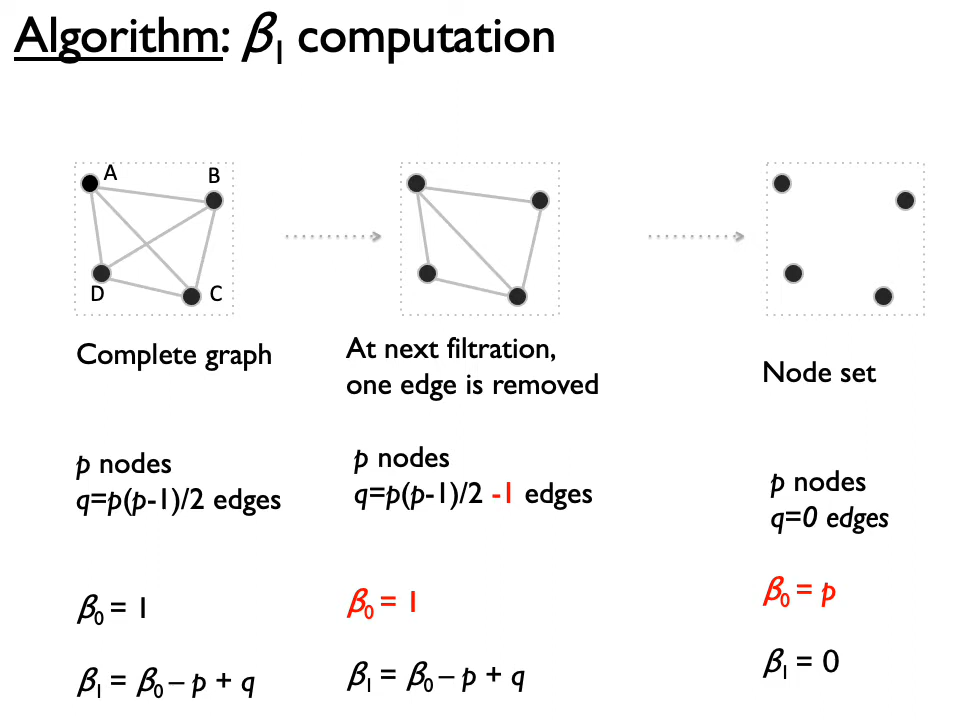 Algorithm: β₁ computation
A
B
D
C
Complete graph
At next filtration,
one edge is removed
Node set
p nodes
q=p(p-1)/2 edges
p nodes
q=p(p-1)/2 -1 edges
p nodes
q=0 edges
β₀ = 1
β₀ = 1
β₀ = p
β₁ = β₀ – p + q
β₁ = β₀ – p + q
β₁ = 0